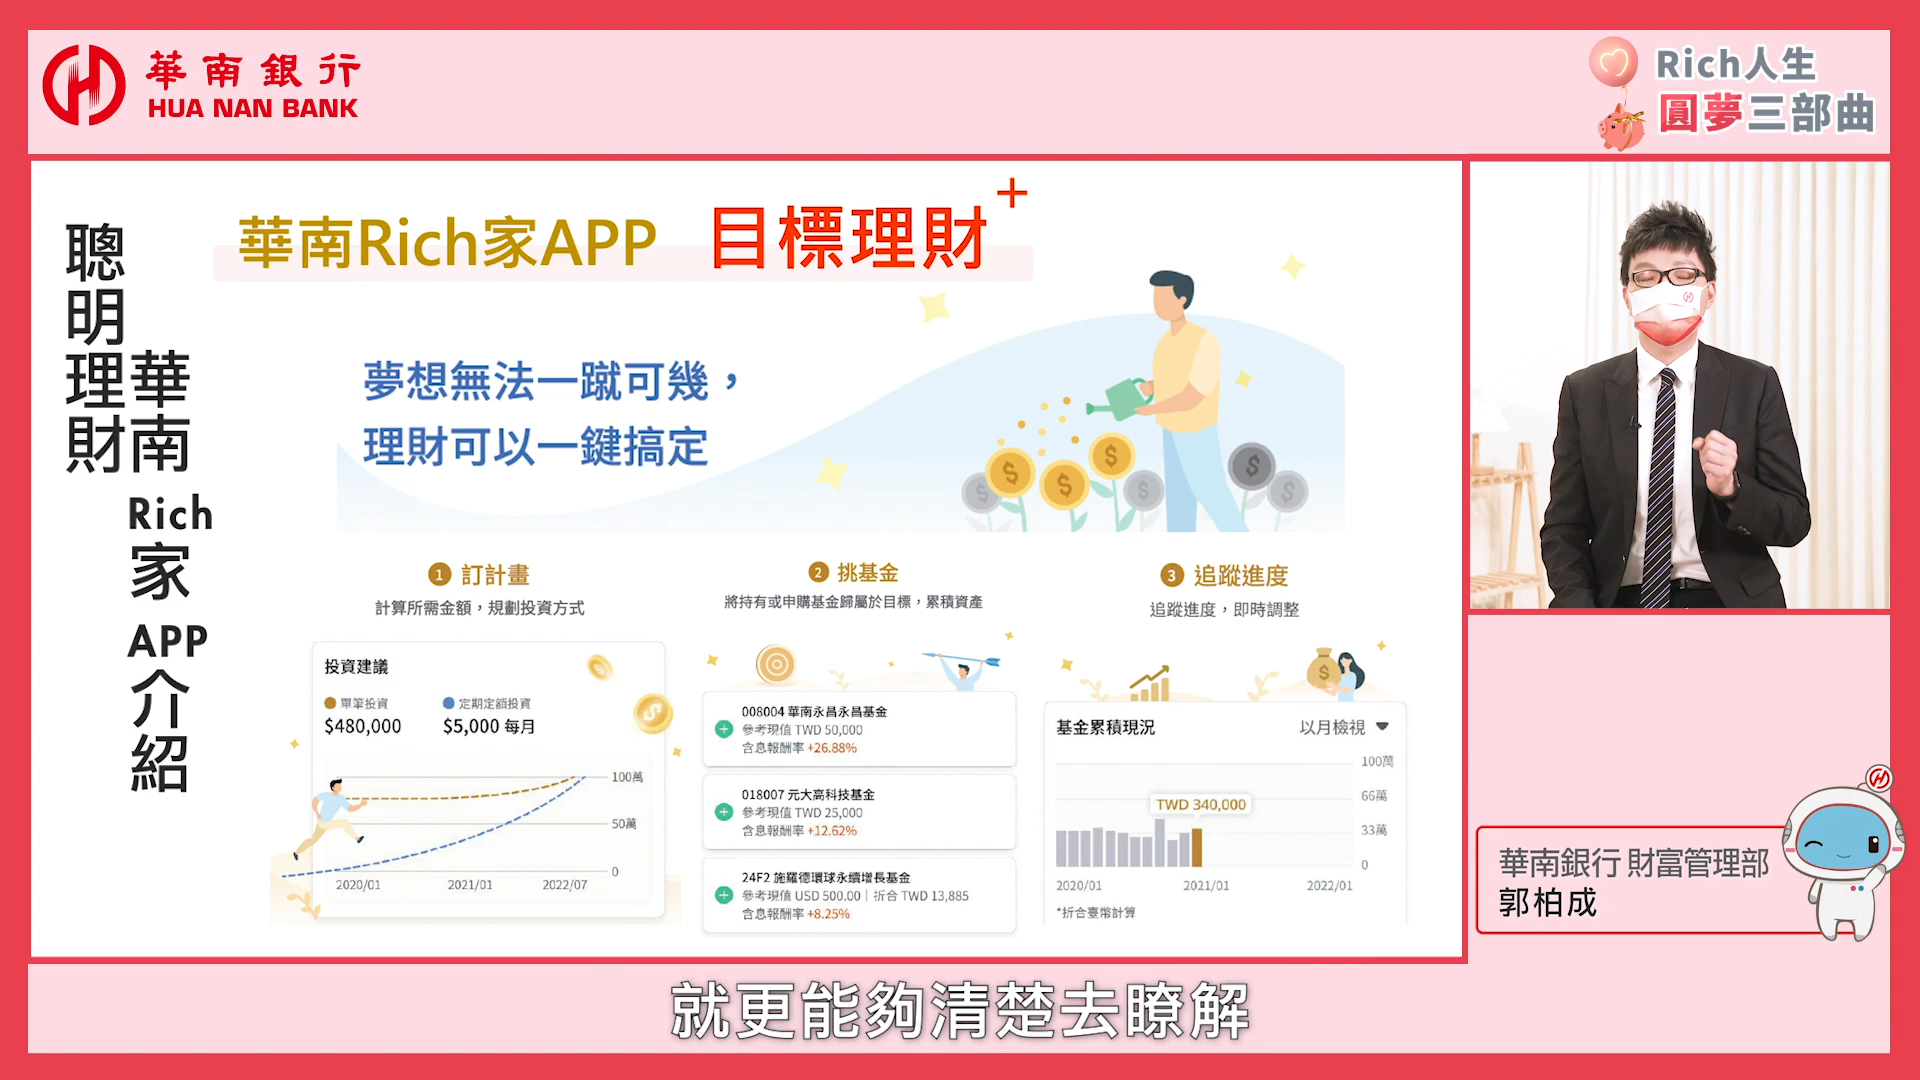 華南銀行
HUA NAN BANK
Rich人生
圓夢三部曲
聰明理財
華南Rich家APP介紹
華南Rich家APP 目標理財+
夢想無法一蹴可幾，
理財可以一鍵搞定
1 訂計畫
計算所需金額，規劃投資方式
投資建議
單筆投資 定期定額投資
$480,000 $5,000 每月
100萬
50萬
0
2020/01 2021/01 2022/07
2 挑基金
將持有或申購基金歸屬於目標，累積資產
008004 華南永昌永昌基金
參考現值 TWD 50,000
含息報酬率 +26.88%
018007 元大高科技基金
參考現值 TWD 25,000
含息報酬率 +12.62%
24F2 施羅德環球永續增長基金
參考現值 USD 500.00｜折合 TWD 13,885
含息報酬率 +8.25%
3 追蹤進度
追蹤進度，即時調整
基金累積現況 以月檢視
100萬
66萬
TWD 340,000
33萬
0
2020/01 2021/01 2022/01
*折合臺幣計算
華南銀行 財富管理部
郭柏成
就更能夠清楚去瞭解